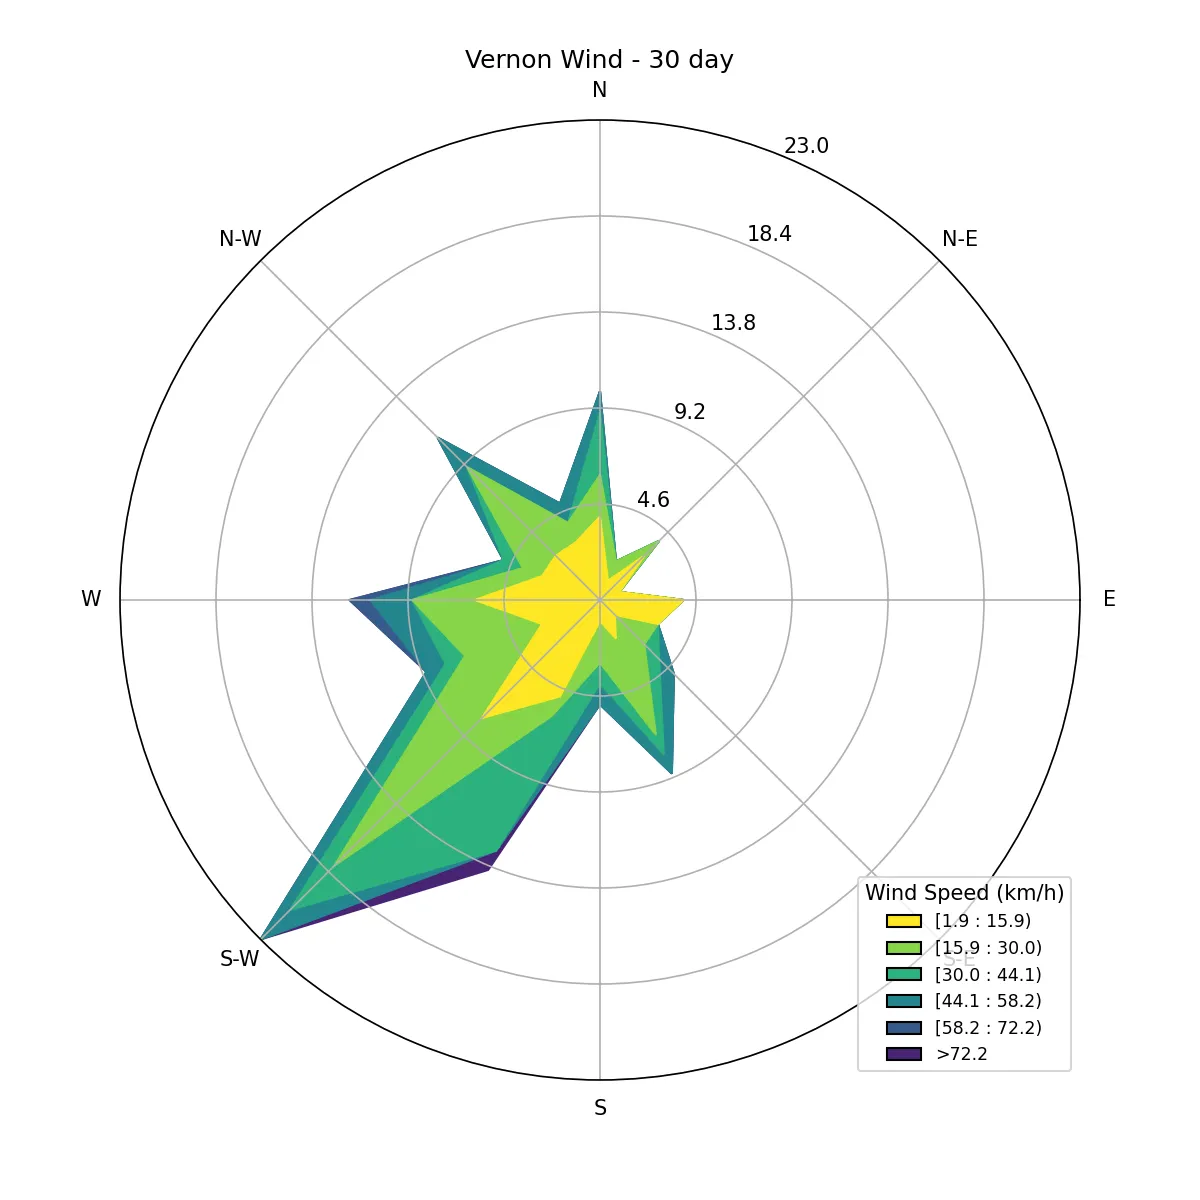 Vernon Wind - 30 day
N
23.0
18.4
N-W
N-E
13.8
9.2
4.6
W
E
Wind Speed (km/h)
[1.9 : 15.9)
[15.9 : 30.0)
S-W
S-E
[30.0 : 44.1)
[44.1 : 58.2)
[58.2 : 72.2)
>72.2
S